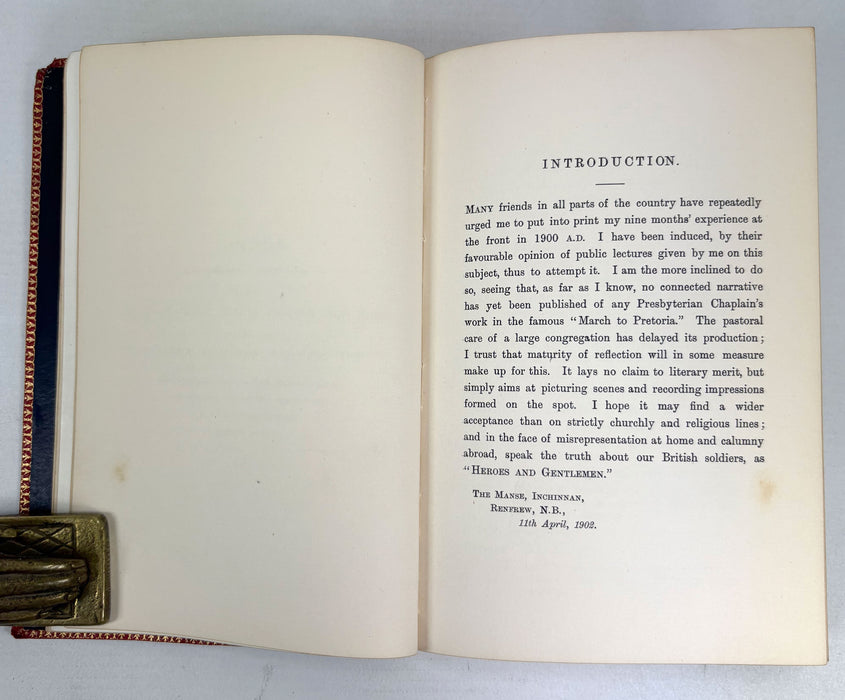 INTRODUCTION.
MANY friends in all parts of the country have repeatedly
urged me to put into print my nine months' experience at
the front in 1900 A.D. I have been induced, by their
favourable opinion of public lectures given by me on this
subject, thus to attempt it. I am the more inclined to do
so, seeing that, as far as I know, no connected narrative
has yet been published of any Presbyterian Chaplain's
work in the famous "March to Pretoria." The pastoral
care of a large congregation has delayed its production;
I trust that maturity of reflection will in some measure
make up for this. It lays no claim to literary merit, but
simply aims at picturing scenes and recording impressions
formed on the spot. I hope it may find a wider
acceptance than on strictly churchly and religious lines;
and in the face of misrepresentation at home and calumny
abroad, speak the truth about our British soldiers, as
"HEROES AND GENTLEMEN."
THE MANSE, INCHINNAN,
RENFREW, N.B.,
11th April, 1902.